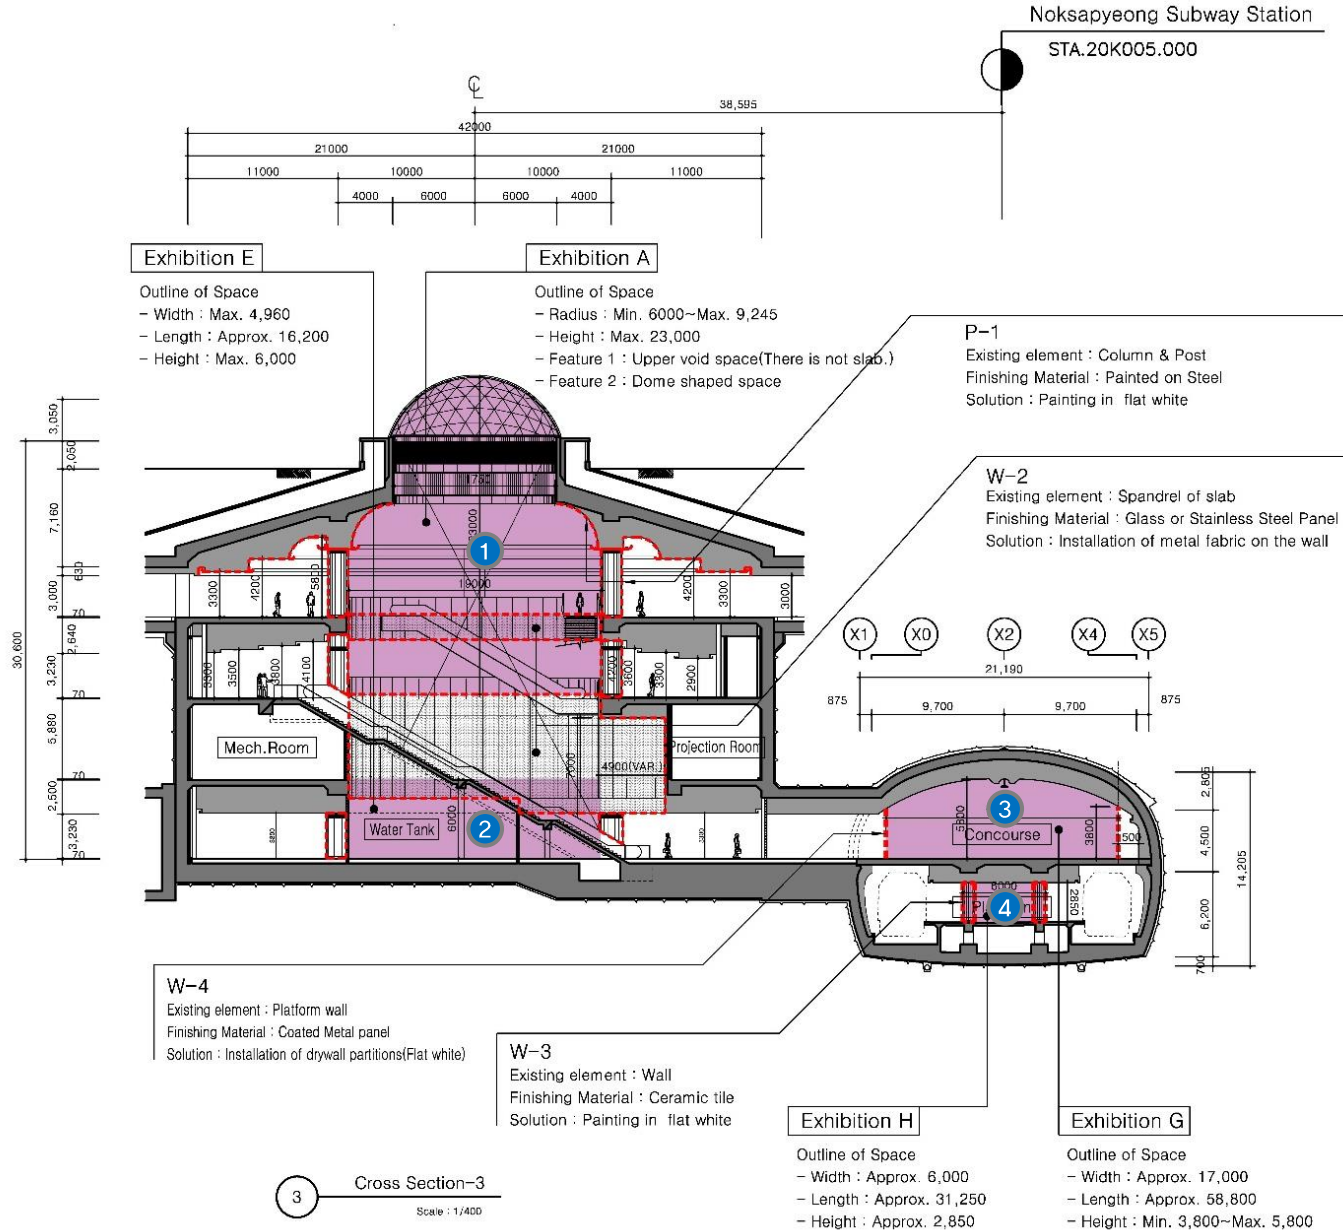 Noksapyeong Subway Station
STA.20K005.000
38,595
42000
21000
21000
11000
10000
10000
11000
4000
6000
6000
4000
Exhibition E
Outline of Space
- Width : Max. 4,960
- Length : Approx. 16,200
- Height : Max. 6,000
Exhibition A
Outline of Space
- Radius : Min. 6000~Max. 9,245
- Height : Max. 23,000
- Feature 1 : Upper void space(There is not slab.)
- Feature 2 : Dome shaped space
P-1
Existing element : Column & Post
Finishing Material : Painted on Steel
Solution : Painting in flat white
W-2
Existing element : Spandrel of slab
Finishing Material : Glass or Stainless Steel Panel
Solution : Installation of metal fabric on the wall
3,050
2,050
7,160
630
3,000
70
2,640
3,230
70
5,880
70
2,500
3,230
70
30,600
1750
23000
1
19000
3300
4200
5800
4200
3300
3000
3500
3800
4100
4200
3600
3300
2900
Mech.Room
Projection Room
7000
4900(VAR.)
Water Tank
6000
2
X1
X0
X2
X4
X5
21,190
875
875
9,700
9,700
3
5800
Concourse
3800
500
6000
4
2850
2,805
4,500
6,200
700
14,205
W-4
Existing element : Platform wall
Finishing Material : Coated Metal panel
Solution : Installation of drywall partitions(Flat white)
W-3
Existing element : Wall
Finishing Material : Ceramic tile
Solution : Painting in flat white
Exhibition H
Outline of Space
- Width : Approx. 6,000
- Length : Approx. 31,250
- Height : Approx. 2,850
Exhibition G
Outline of Space
- Width : Approx. 17,000
- Length : Approx. 58,800
- Height : Min. 3,800~Max. 5,800
3
Cross Section-3
Scale : 1/400